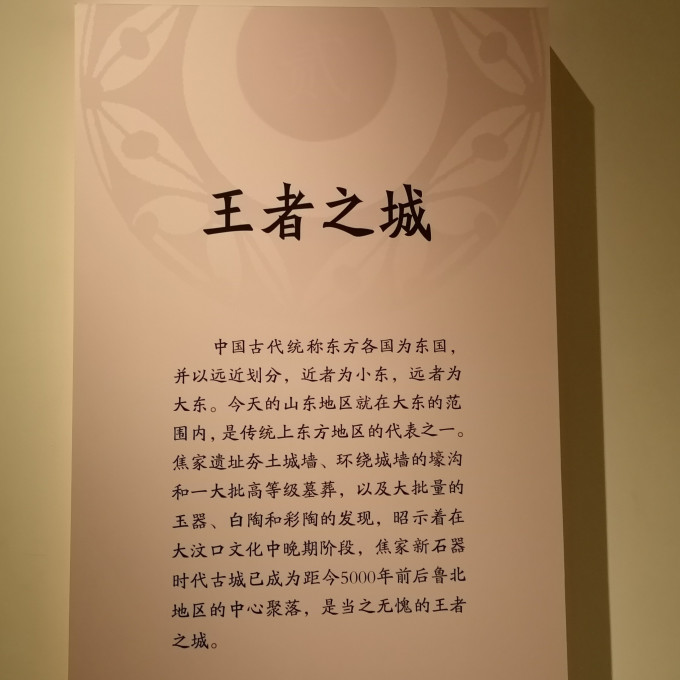 贰
王者之城
中国古代统称东方各国为东国，
并以远近划分，近者为小东，远者为
大东。今天的山东地区就在大东的范
围内，是传统上东方地区的代表之一。
焦家遗址夯土城墙、环绕城墙的壕沟
和一大批高等级墓葬，以及大批量的
玉器、白陶和彩陶的发现，昭示着在
大汶口文化中晚期阶段，焦家新石器
时代古城已成为距今5000年前后鲁北
地区的中心聚落，是当之无愧的王者
之城。